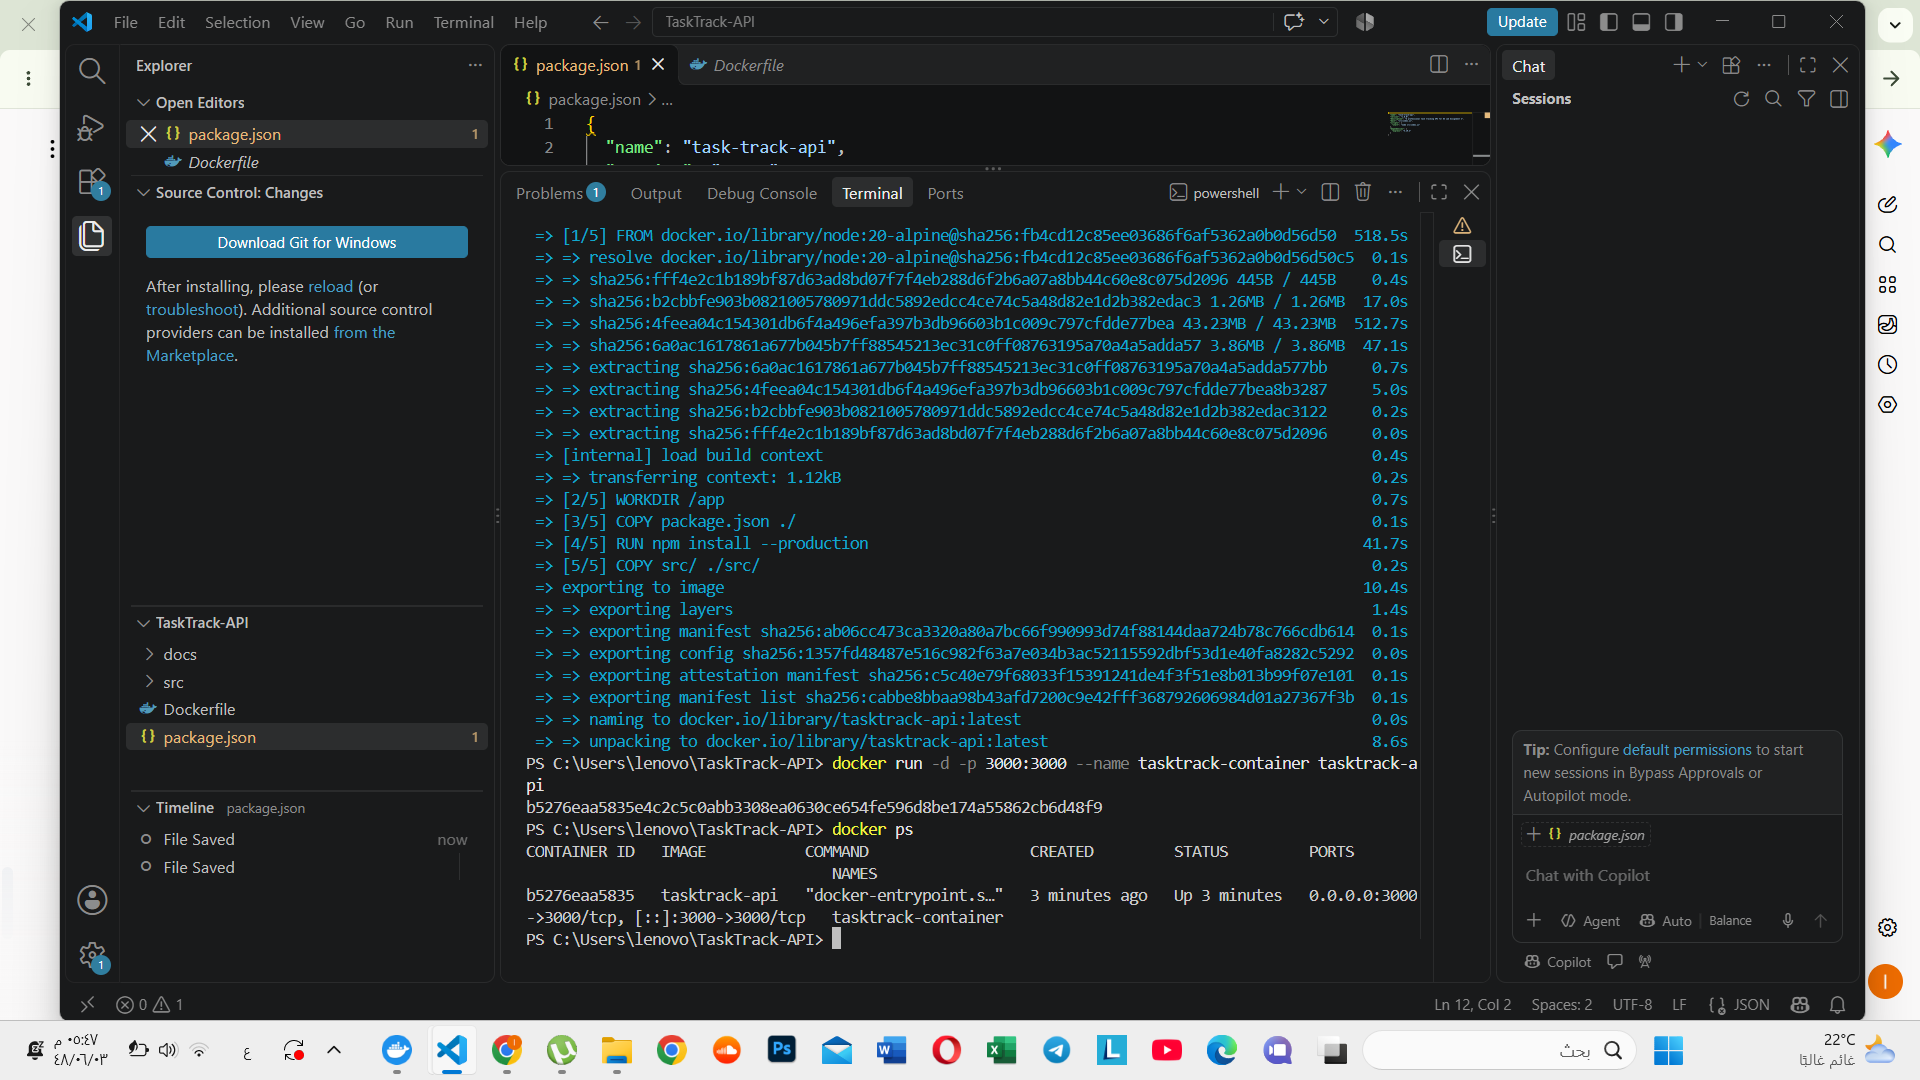 File Edit Selection View Go Run Terminal Help
TaskTrack-API
Update
Explorer
Open Editors
package.json 1
Dockerfile
Source Control: Changes
Download Git for Windows
After installing, please reload (or
troubleshoot). Additional source control
providers can be installed from the
Marketplace.
TaskTrack-API
docs
src
Dockerfile
package.json 1
Timeline package.json
File Saved now
File Saved
package.json 1
Dockerfile
package.json > ...
1 {
2 "name": "task-track-api",
Problems 1 Output Debug Console Terminal Ports
powershell
=> [1/5] FROM docker.io/library/node:20-alpine@sha256:fb4cd12c85ee03686f6af5362a0b0d56d50 518.5s
=> => resolve docker.io/library/node:20-alpine@sha256:fb4cd12c85ee03686f6af5362a0b0d56d50c5 0.1s
=> => sha256:fff4e2c1b189bf87d63ad8bd07f7f4eb288d6f2b6a07a8bb44c60e8c075d2096 445B / 445B 0.4s
=> => sha256:b2cbbfe903b0821005780971ddc5892edcc4ce74c5a48d82e1d2b382edac3 1.26MB / 1.26MB 17.0s
=> => sha256:4feea04c154301db6f4a496efa397b3db96603b1c009c797cfdde77bea 43.23MB / 43.23MB 512.7s
=> => sha256:6a0ac1617861a677b045b7ff88545213ec31c0ff08763195a70a4a5adda57 3.86MB / 3.86MB 47.1s
=> => extracting sha256:6a0ac1617861a677b045b7ff88545213ec31c0ff08763195a70a4a5adda577bb 0.7s
=> => extracting sha256:4feea04c154301db6f4a496efa397b3db96603b1c009c797cfdde77bea8b3287 5.0s
=> => extracting sha256:b2cbbfe903b0821005780971ddc5892edcc4ce74c5a48d82e1d2b382edac3122 0.2s
=> => extracting sha256:fff4e2c1b189bf87d63ad8bd07f7f4eb288d6f2b6a07a8bb44c60e8c075d2096 0.0s
=> [internal] load build context 0.4s
=> => transferring context: 1.12kB 0.2s
=> [2/5] WORKDIR /app 0.7s
=> [3/5] COPY package.json ./ 0.1s
=> [4/5] RUN npm install --production 41.7s
=> [5/5] COPY src/ ./src/ 0.2s
=> exporting to image 10.4s
=> => exporting layers 1.4s
=> => exporting manifest sha256:ab06cc473ca3320a80a7bc66f990993d74f88144daa724b78c766cdb614 0.1s
=> => exporting config sha256:1357fd48487e516c982f63a7e034b3ac52115592dbf53d1e40fa8282c5292 0.0s
=> => exporting attestation manifest sha256:c5c40e79f68033f15391241de4f3f51e8b013b99f07e101 0.1s
=> => exporting manifest list sha256:cabbe8bbaa98b43afd7200c9e42fff368792606984d01a27367f3b 0.1s
=> => naming to docker.io/library/tasktrack-api:latest 0.0s
=> => unpacking to docker.io/library/tasktrack-api:latest 8.6s
PS C:\Users\lenovo\TaskTrack-API> docker run -d -p 3000:3000 --name tasktrack-container tasktrack-a
pi
b5276eaa5835e4c2c5c0abb3308ea0630ce654fe596d8be174a55862cb6d48f9
PS C:\Users\lenovo\TaskTrack-API> docker ps
CONTAINER ID IMAGE COMMAND CREATED STATUS PORTS
NAMES
b5276eaa5835 tasktrack-api "docker-entrypoint.s…" 3 minutes ago Up 3 minutes 0.0.0.0:3000
->3000/tcp, [::]:3000->3000/tcp tasktrack-container
PS C:\Users\lenovo\TaskTrack-API>
Chat
Sessions
Tip: Configure default permissions to start
new sessions in Bypass Approvals or
Autopilot mode.
package.json
Chat with Copilot
Agent Auto Balance
Copilot
0 1
Ln 12, Col 2 Spaces: 2 UTF-8 LF {} JSON
٠٥:٤٧ م
٤٨/٠٦/٠٣
ع
بحث
22°C
غائم غالبًا